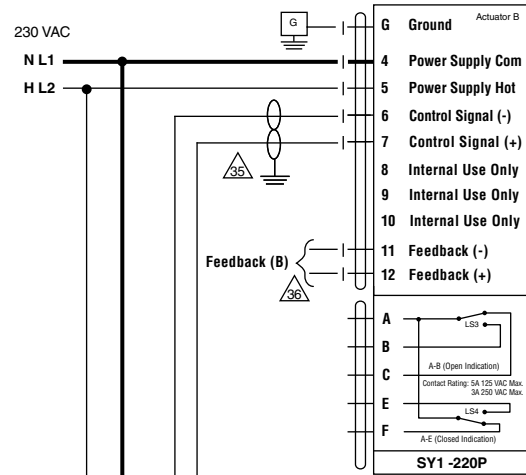 Actuator B
G
G Ground
230 VAC
N L1
4 Power Supply Com
H L2
5 Power Supply Hot
6 Control Signal (-)
7 Control Signal (+)
35
8 Internal Use Only
9 Internal Use Only
10 Internal Use Only
11 Feedback (-)
Feedback (B)
12 Feedback (+)
36
A
LS3
B
A-B (Open Indication)
C
Contact Rating: 5A 125 VAC Max.
3A 250 VAC Max.
E
LS4
F
A-E (Closed Indication)
SY1 -220P